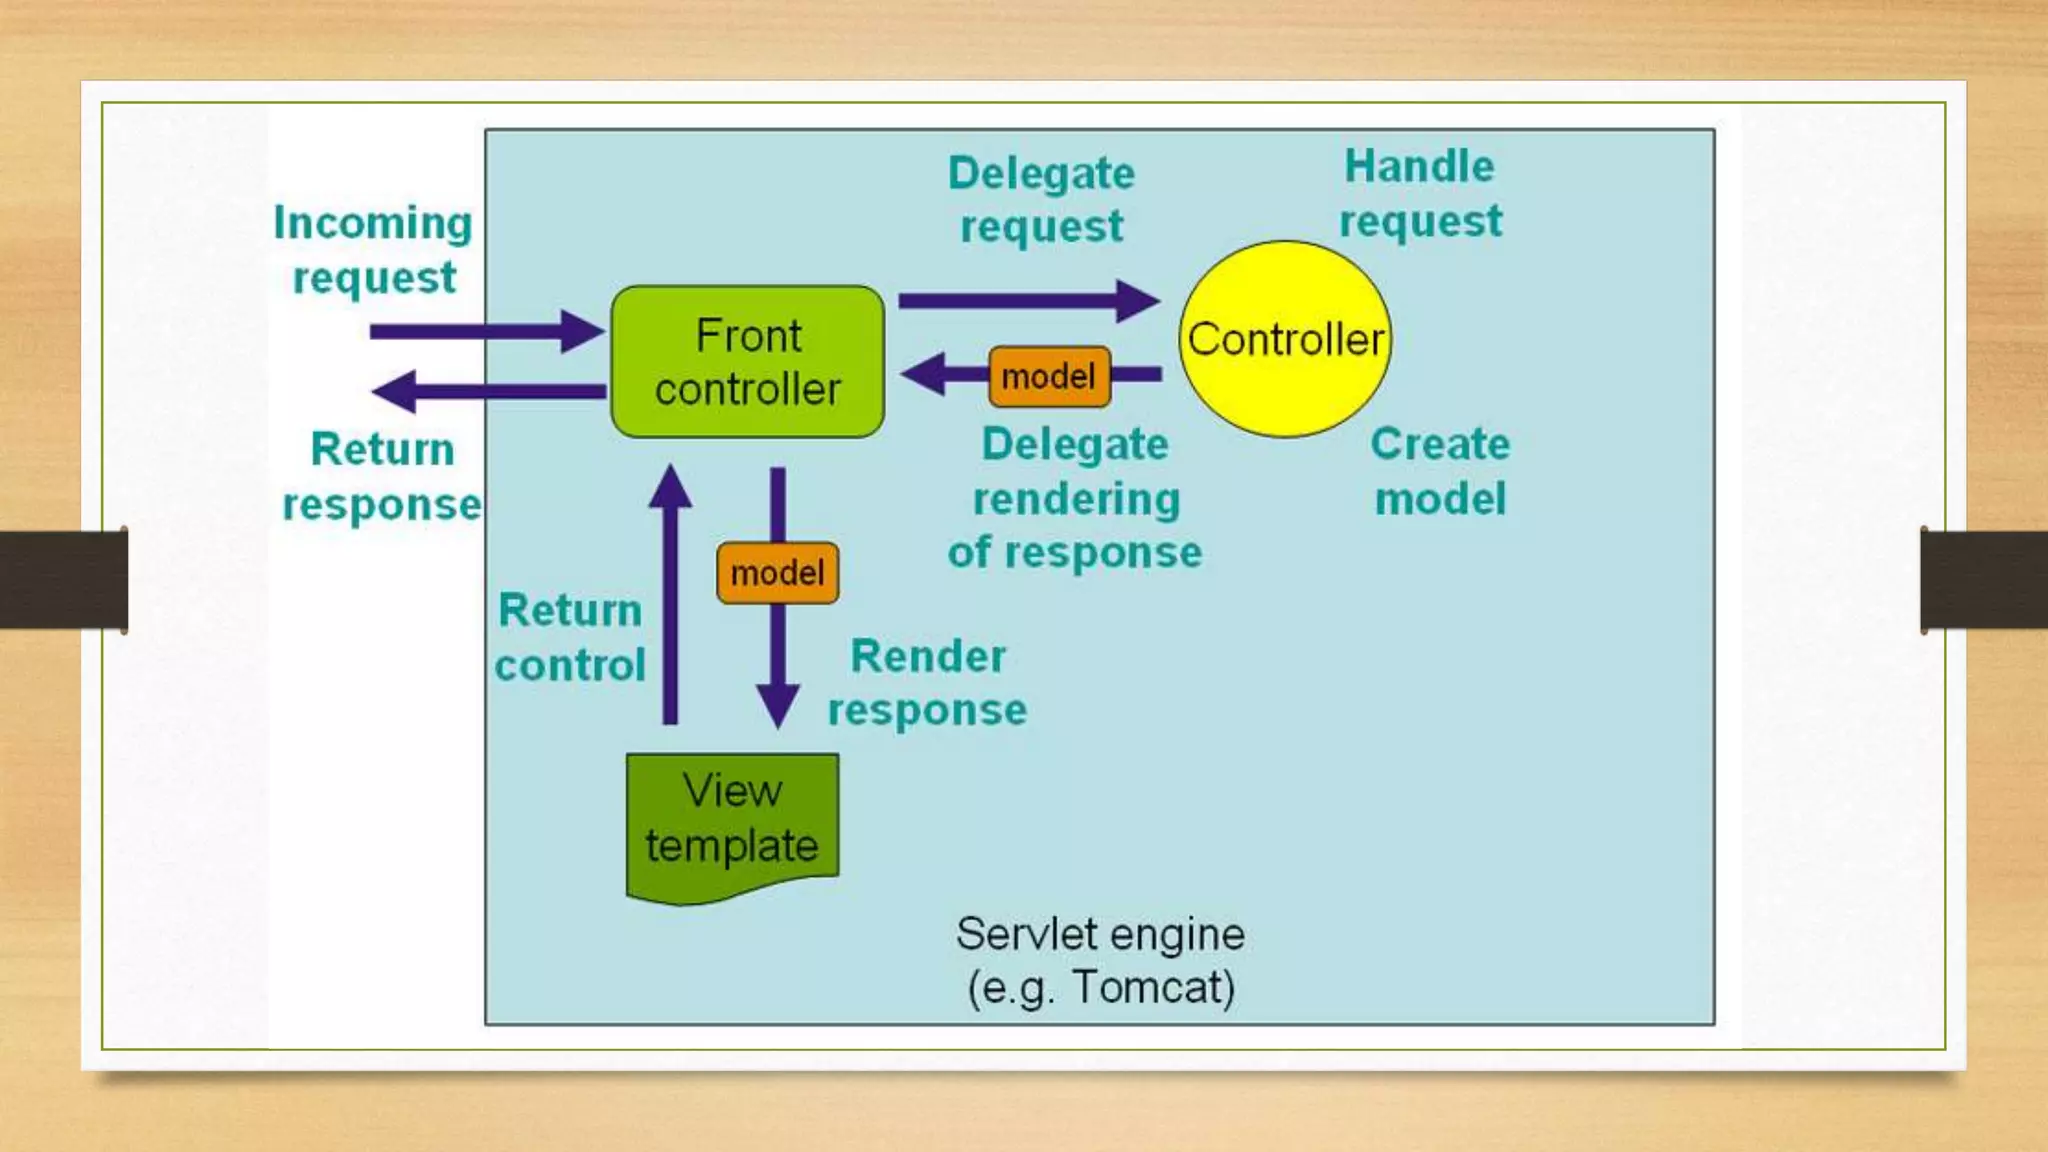 Incoming
request
Return
response
Delegate
request
Handle
request
Front
controller
Controller
model
Delegate
rendering
of response
Create
model
Return
control
model
Render
response
View
template
Servlet engine
(e.g. Tomcat)